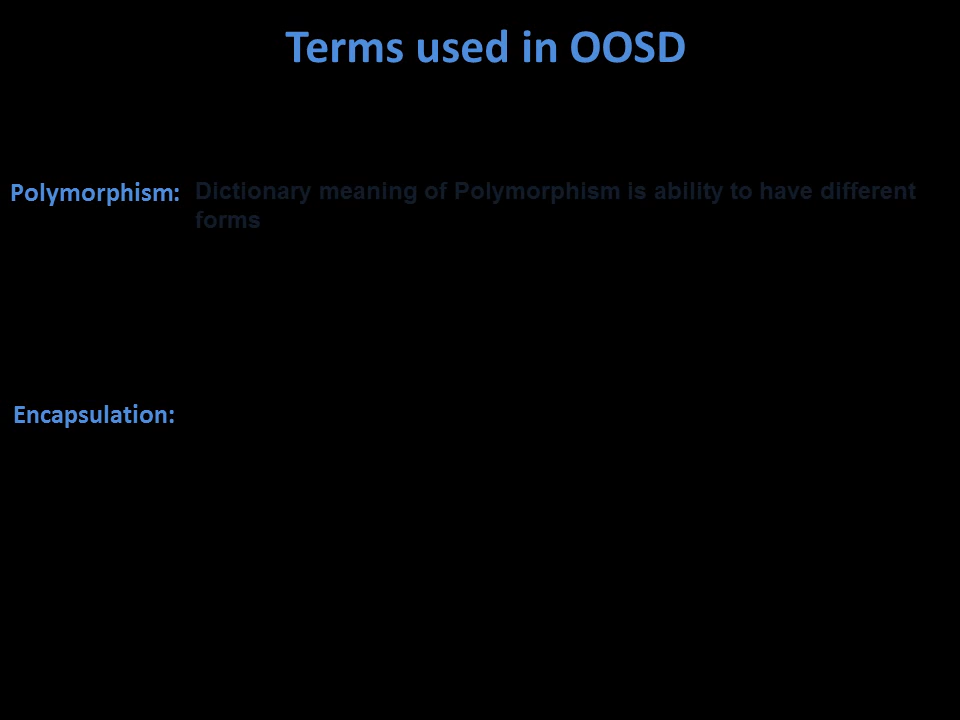 Terms used in OOSD
Polymorphism: Dictionary meaning of Polymorphism is ability to have different
forms
Encapsulation: